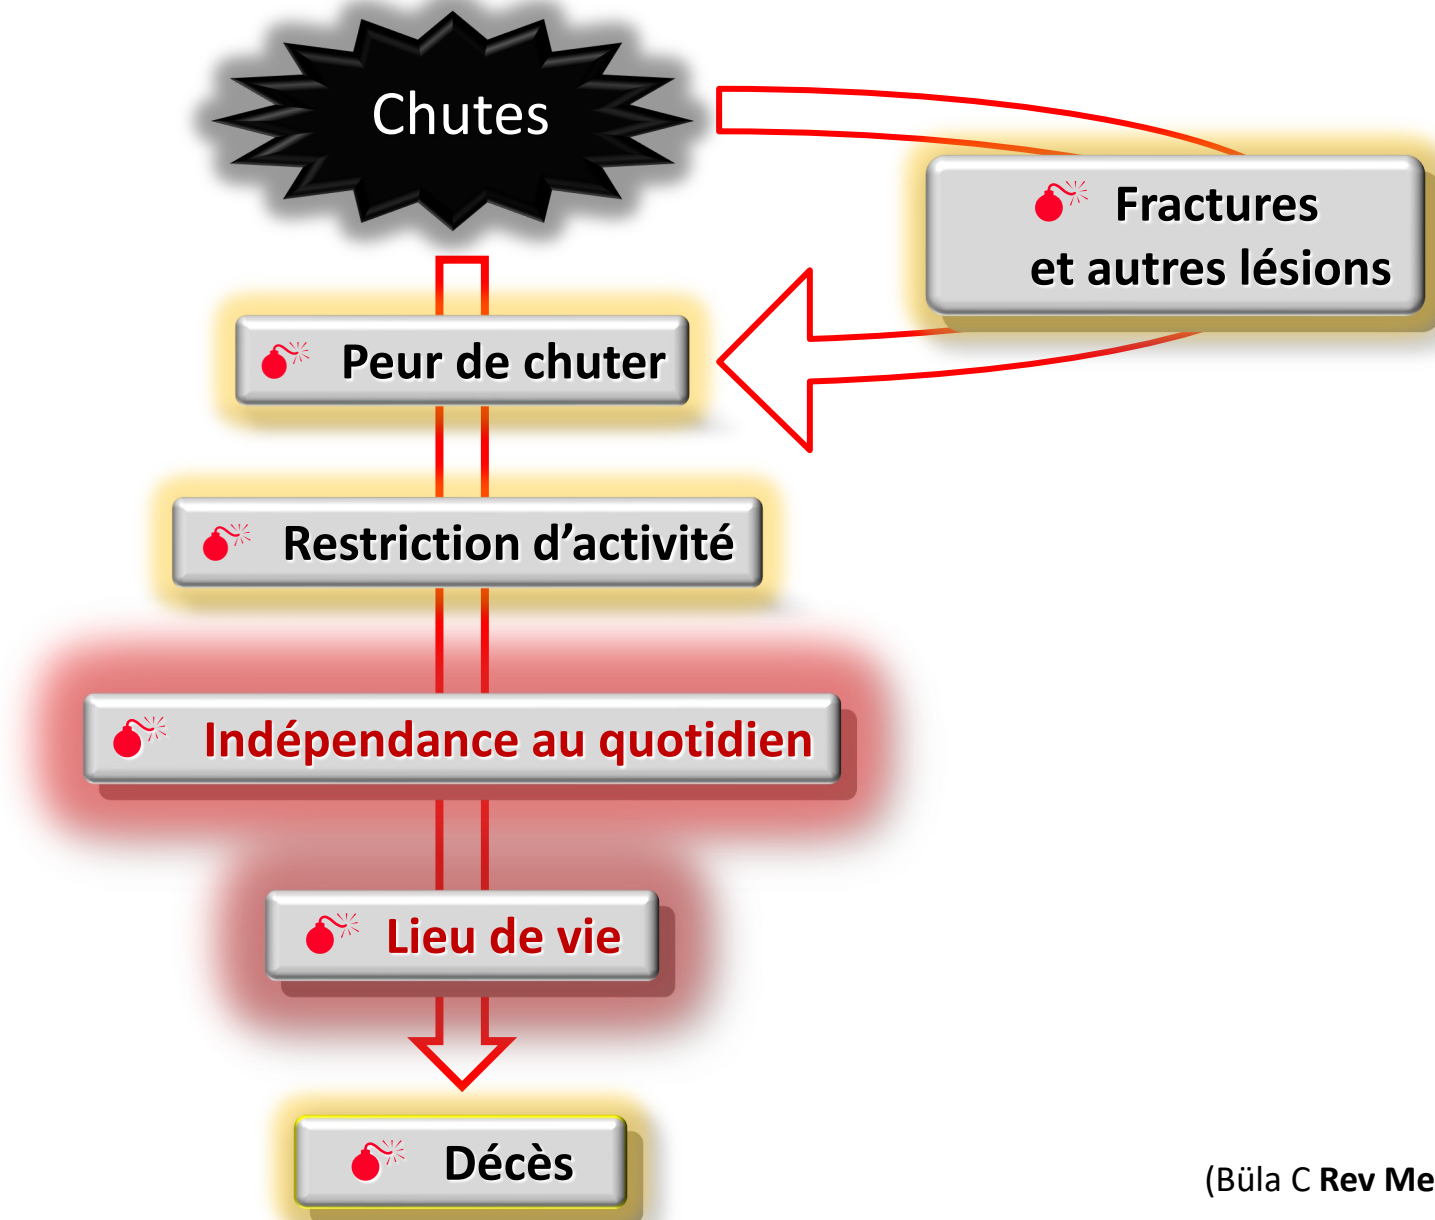 Chutes
Fractures
et autres lésions
Peur de chuter
Restriction d’activité
Indépendance au quotidien
Lieu de vie
Décès
(Büla C Rev Me